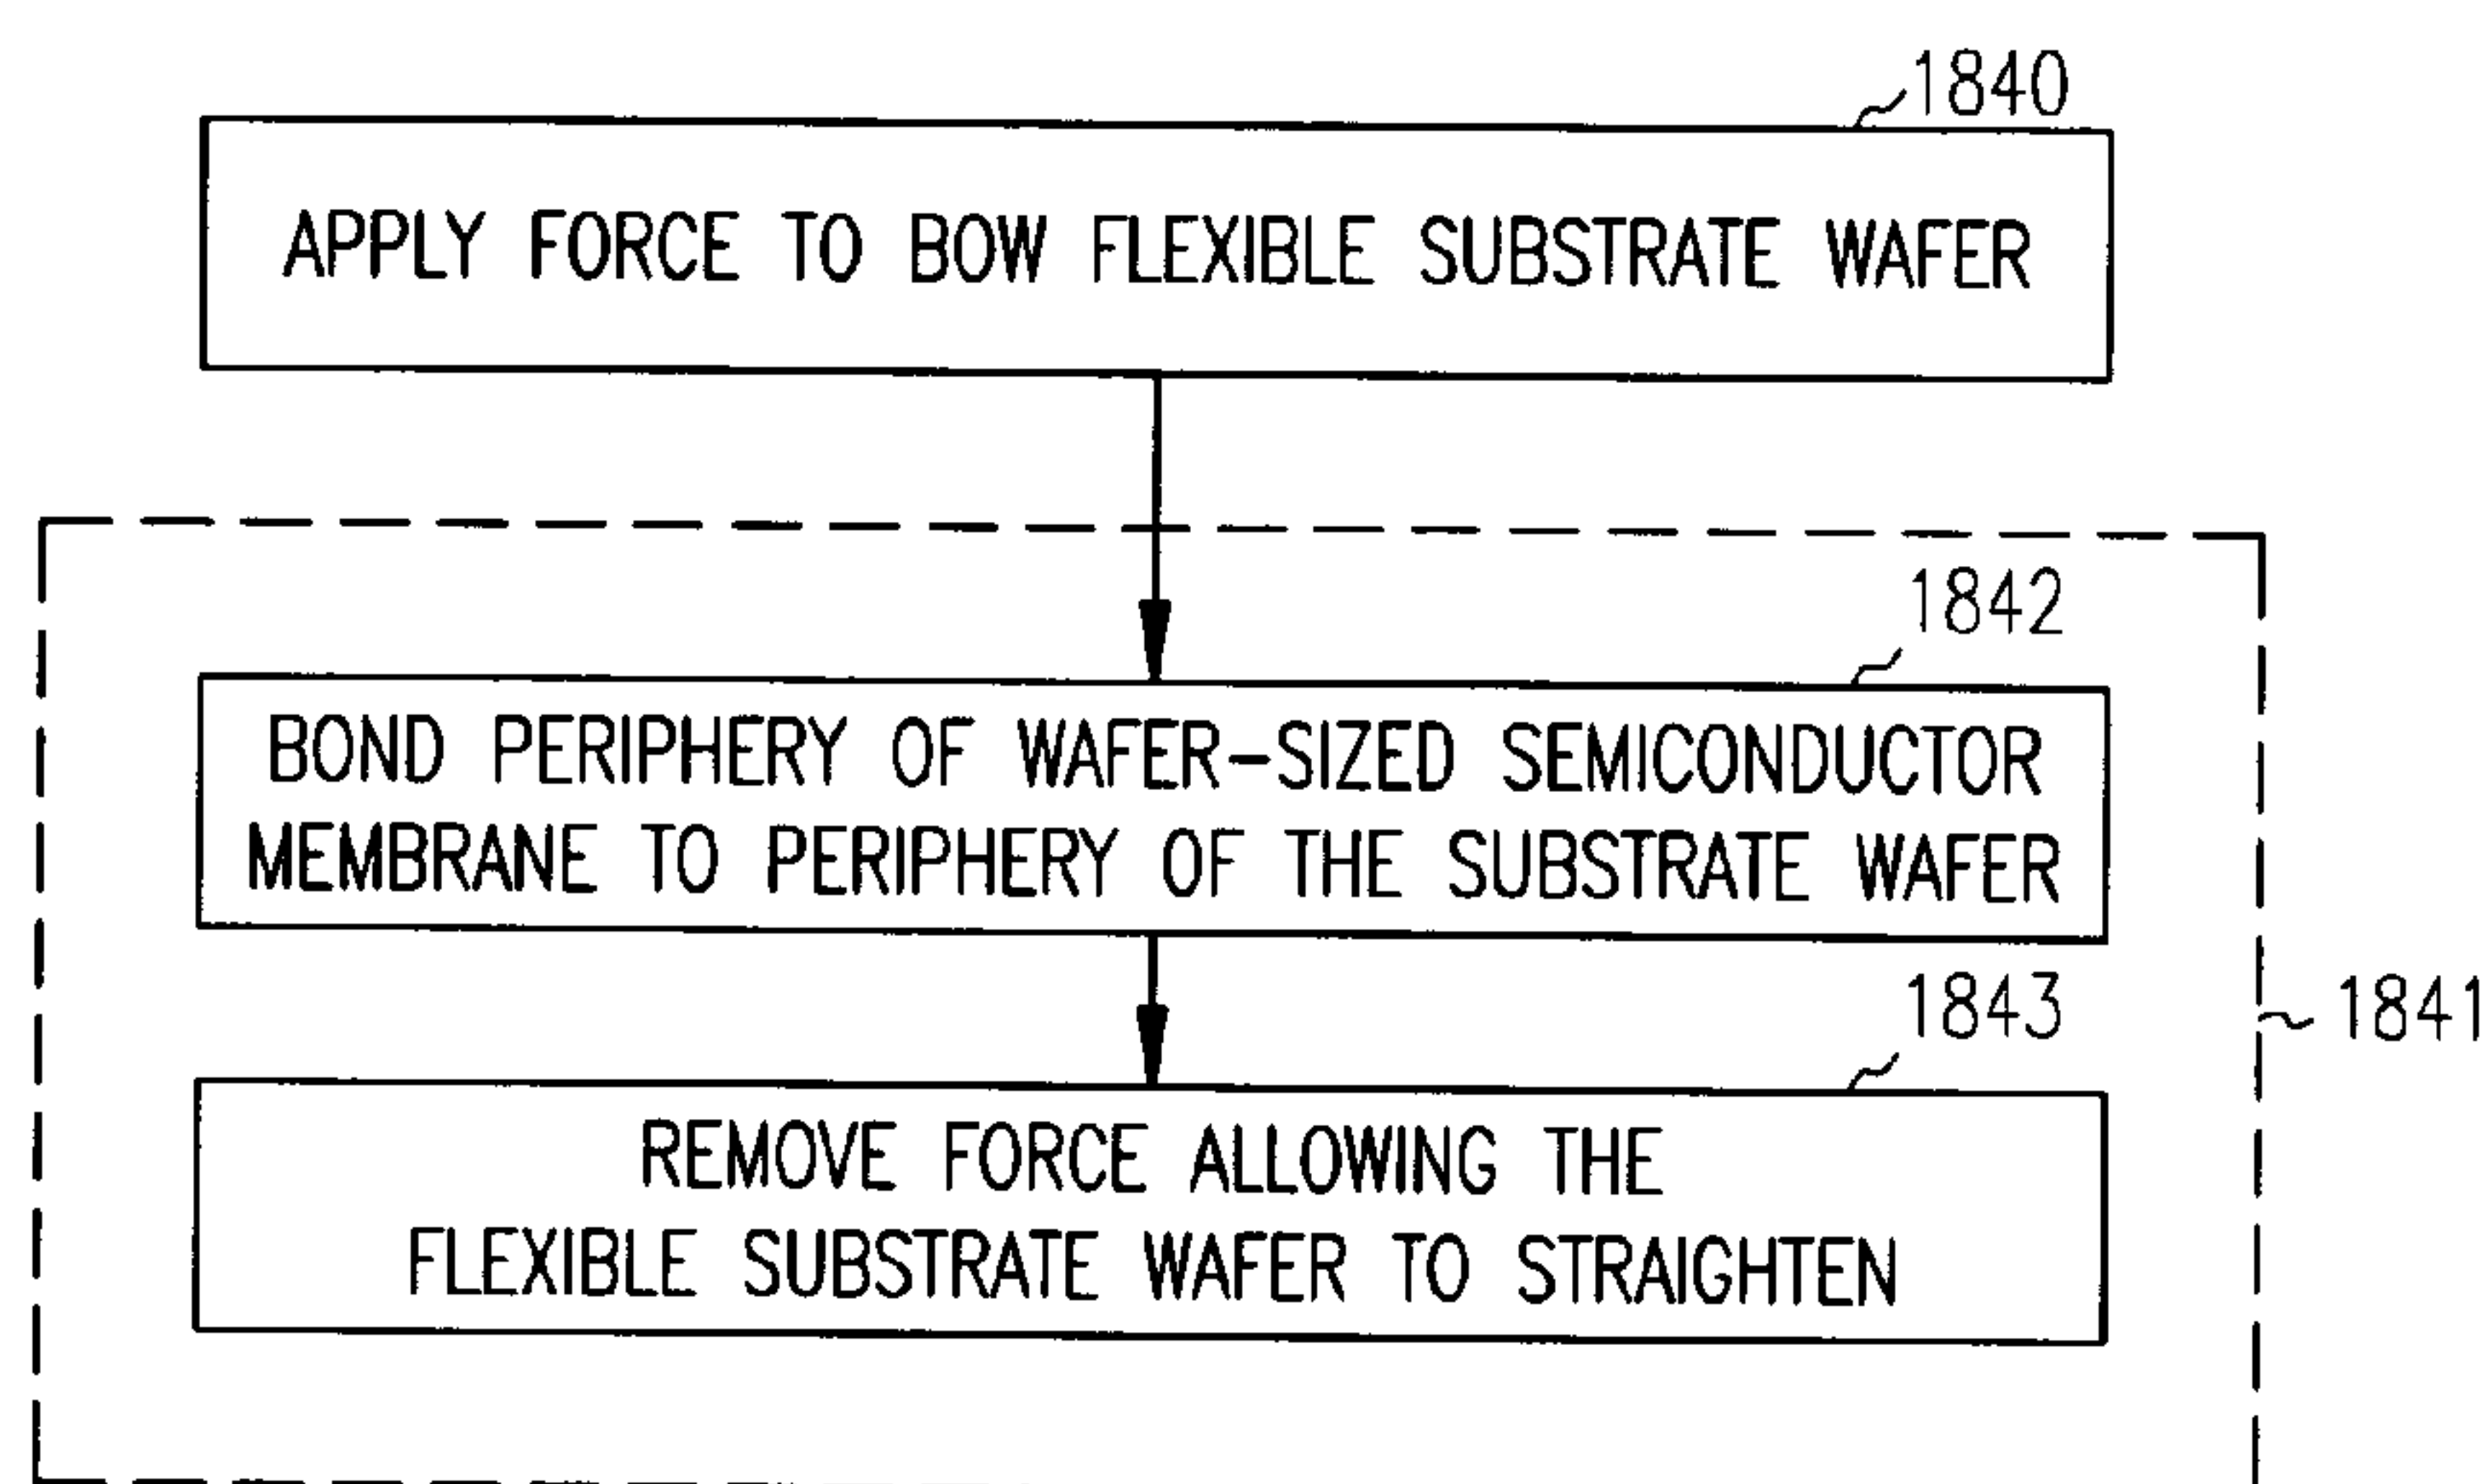 1840
APPLY FORCE TO BOW FLEXIBLE SUBSTRATE WAFER
1842
BOND PERIPHERY OF WAFER-SIZED SEMICONDUCTOR
MEMBRANE TO PERIPHERY OF THE SUBSTRATE WAFER
1843
1841
REMOVE FORCE ALLOWING THE
FLEXIBLE SUBSTRATE WAFER TO STRAIGHTEN